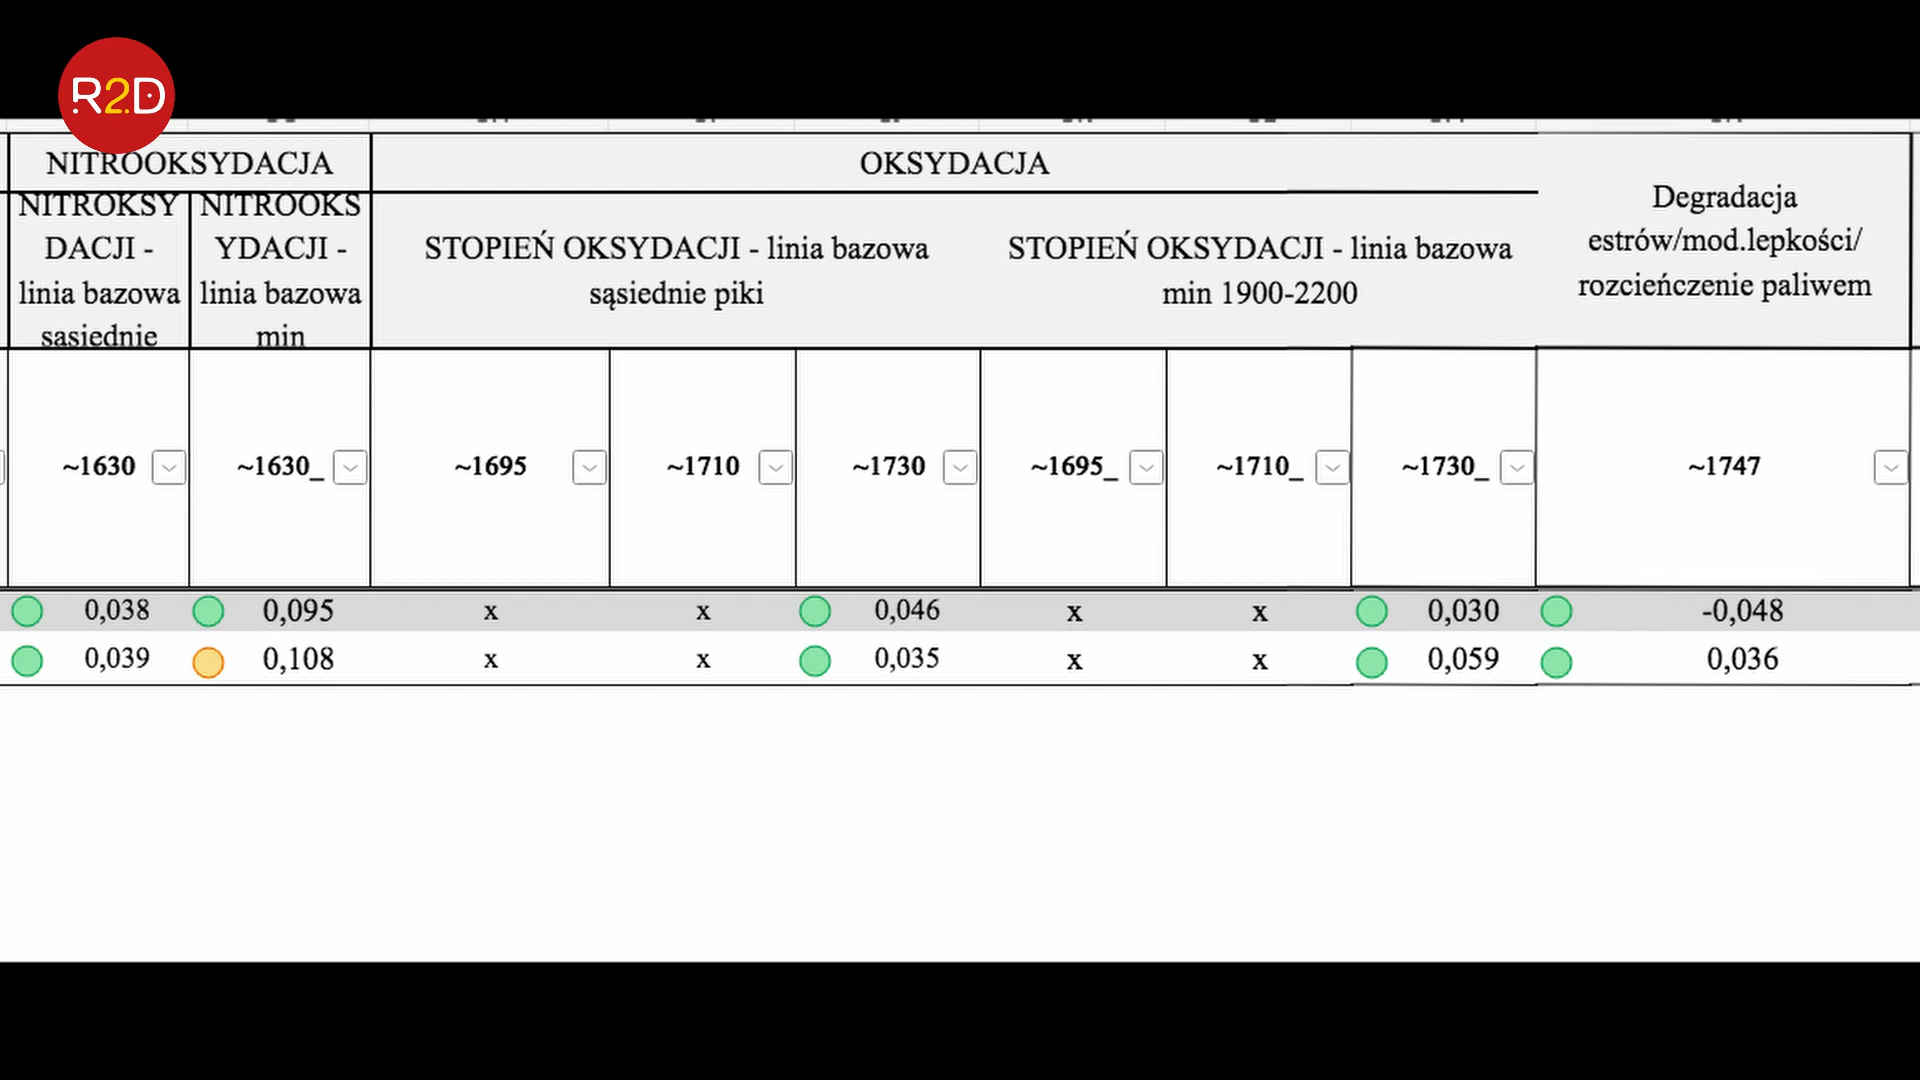 R2D
NITROOKSYDACJA
OKSYDACJA
NITROKSY
DACJI -
linia bazowa
sąsiednie
NITROOKS
YDACJI -
linia bazowa
min
STOPIEŃ OKSYDACJI - linia bazowa
sąsiednie piki
STOPIEŃ OKSYDACJI - linia bazowa
min 1900-2200
Degradacja
estrów/mod.lepkości/
rozcieńczenie paliwem
~1630 ~1630_ ~1695 ~1710 ~1730 ~1695_ ~1710_ ~1730_ ~1747
0,038 0,095 x x 0,046 x x 0,030 -0,048
0,039 0,108 x x 0,035 x x 0,059 0,036